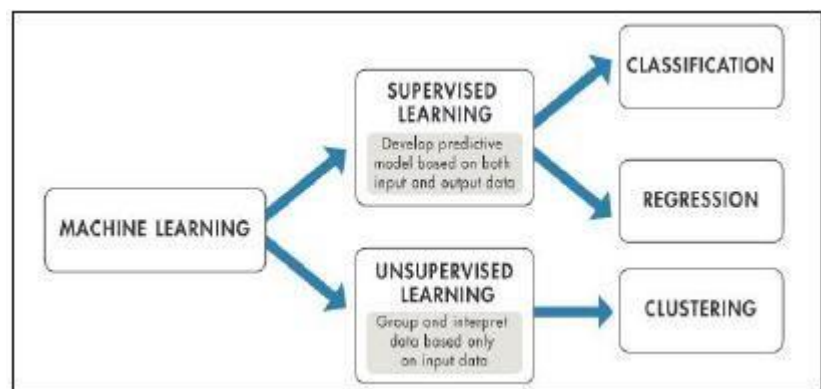 MACHINE LEARNING
SUPERVISED
LEARNING
Develop predictive
model based on both
input and output data
UNSUPERVISED
LEARNING
Group and interpret
data based only
on input data
CLASSIFICATION
REGRESSION
CLUSTERING